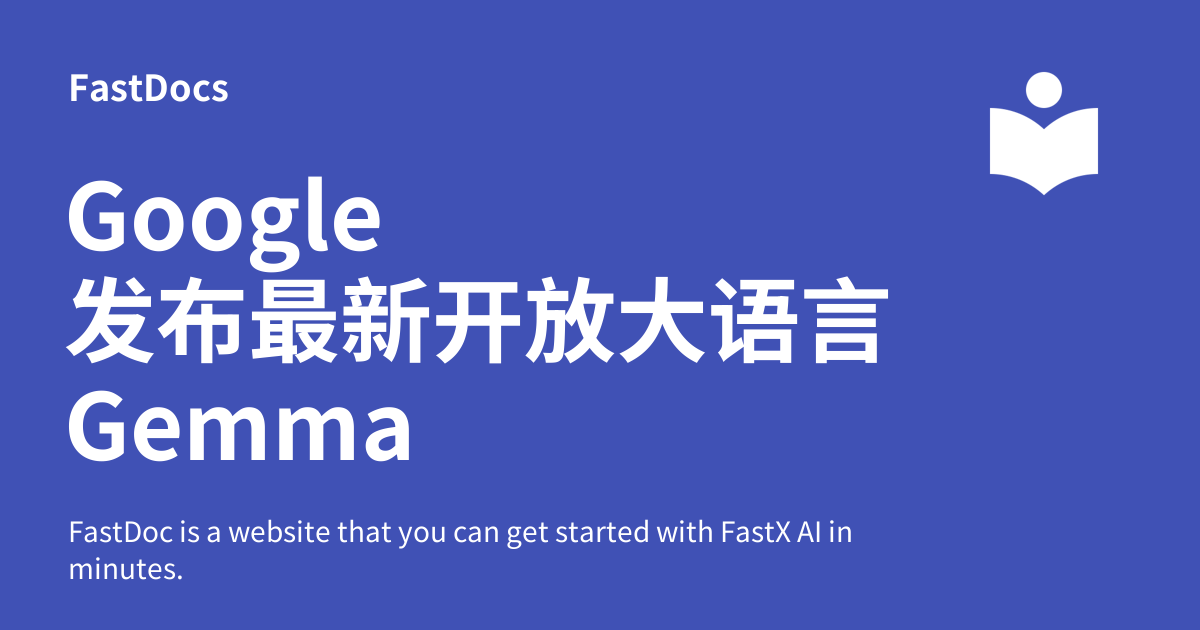 FastDocs
Google
发布最新开放大语言
Gemma
FastDoc is a website that you can get started with FastX AI in
minutes.